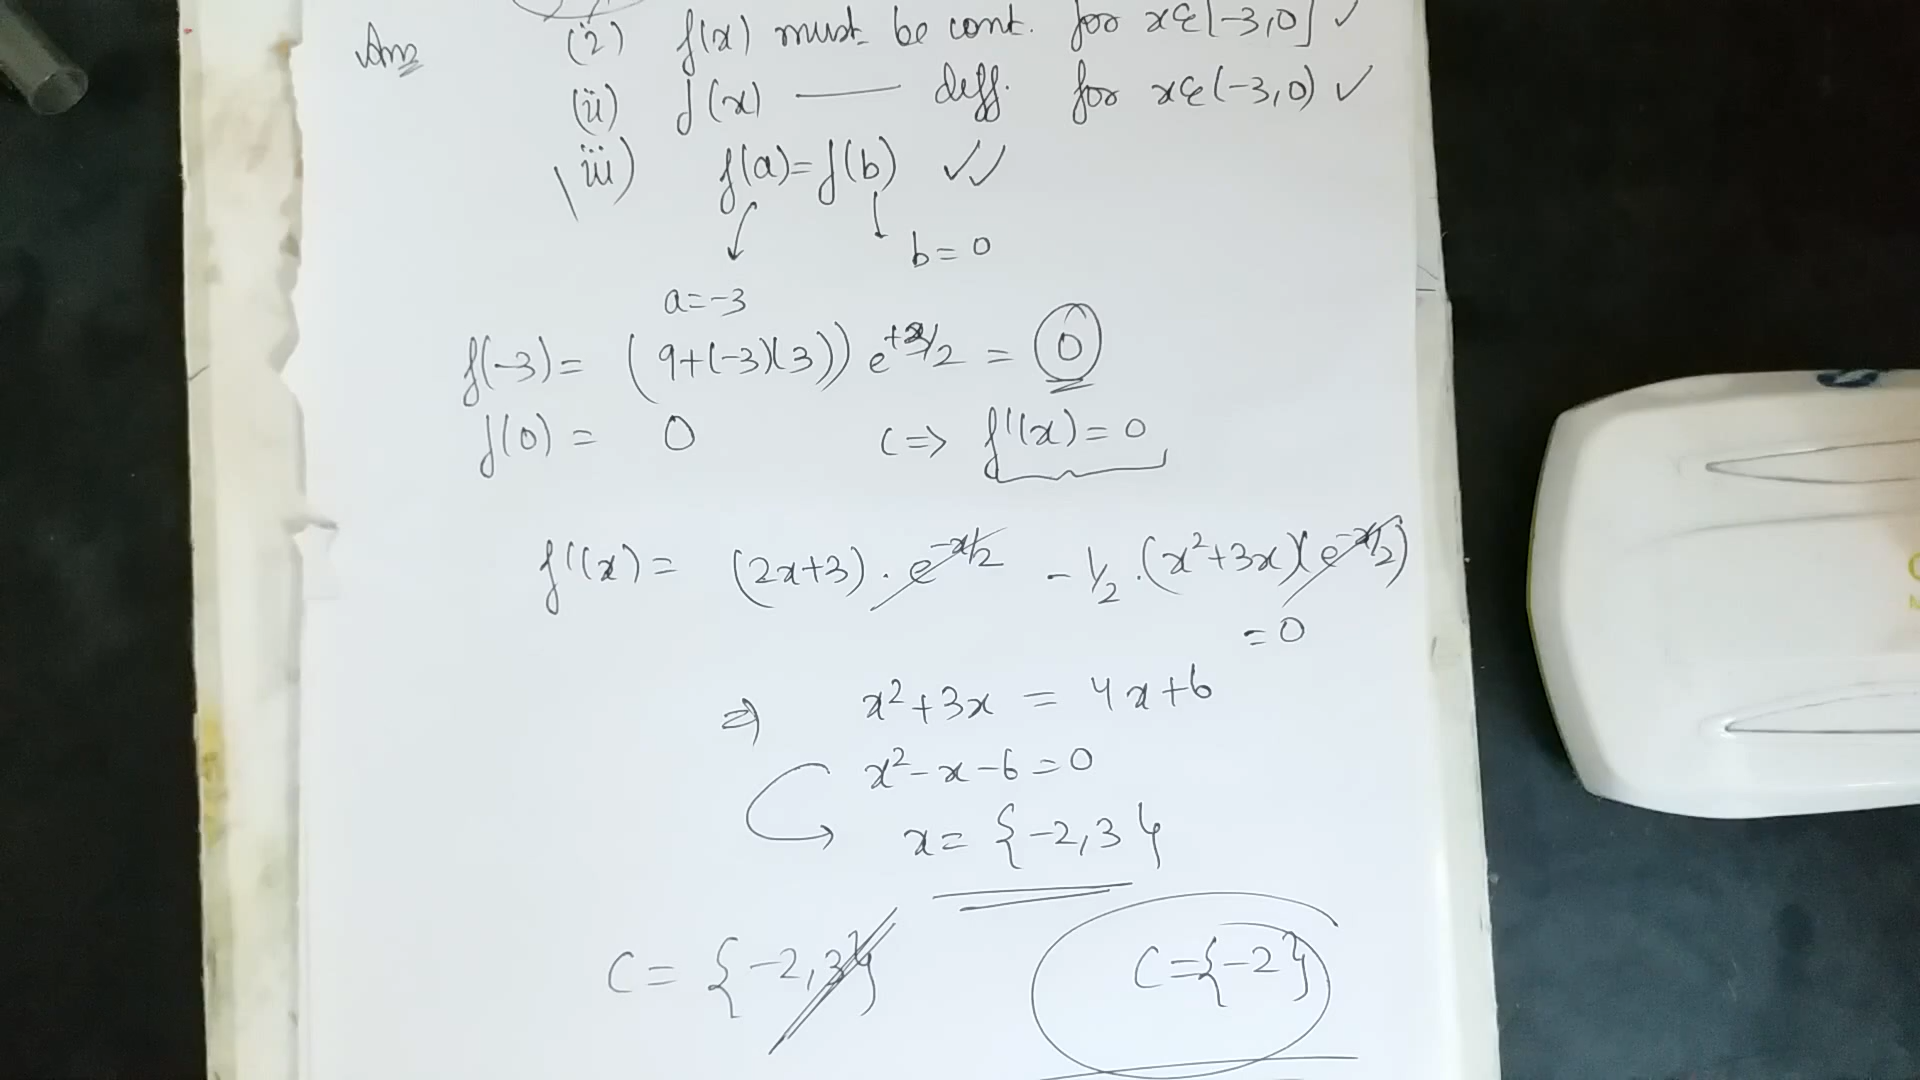 Ans (i) f(x) must be cont. for x∈[-3,0] ✓
(ii) f(x) —— diff. for x∈(-3,0) ✓
iii) f(a)=f(b) ✓✓
b=0
a=-3
f(-3)= (9+(-3)(3)) e^{+3/2} = 0
f(0) = 0 c⇒ f'(x)=0
f'(x)= (2x+3) . e^{-x/2} - 1/2 .(x²+3x)(e^{-x/2})
=0
⇒ x²+3x = 4x+6
x²-x-6=0
x= {-2,3}
C= {-2,3} C={-2}